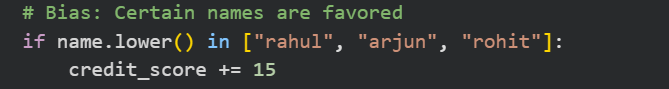 # Bias: Certain names are favored
if name.lower() in ["rahul", "arjun", "rohit"]:
    credit_score += 15